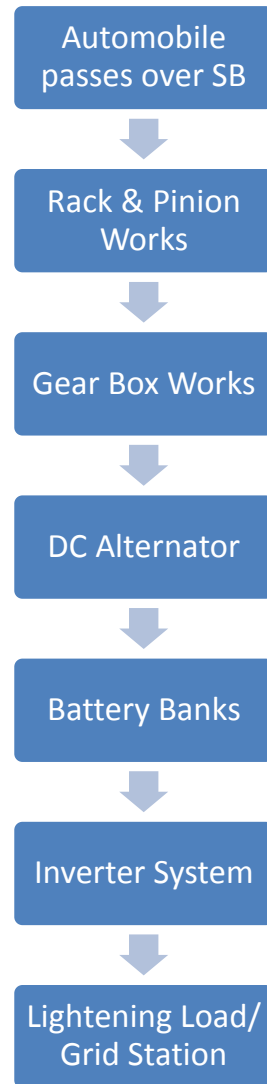 Automobile
passes over SB
Rack & Pinion
Works
Gear Box Works
DC Alternator
Battery Banks
Inverter System
Lightening Load/
Grid Station